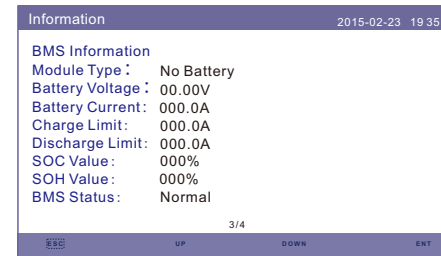 Information 2015-02-23 19 35
BMS Information
Module Type: No Battery
Battery Voltage: 00.00V
Battery Current: 000.0A
Charge Limit: 000.0A
Discharge Limit: 000.0A
SOC Value: 000%
SOH Value: 000%
BMS Status: Normal
3/4
ESC UP DOWN ENT